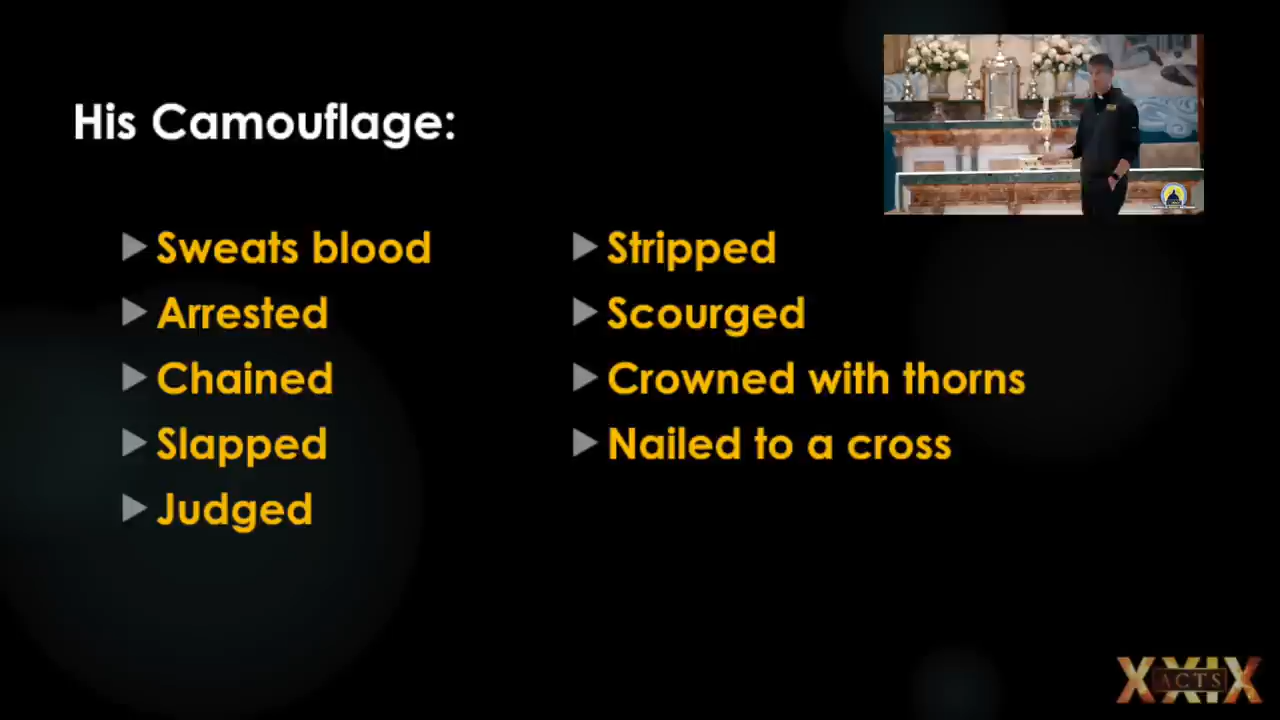 His Camouflage:
Sweats blood
Arrested
Chained
Slapped
Judged
Stripped
Scourged
Crowned with thorns
Nailed to a cross
XXIX
ACTS